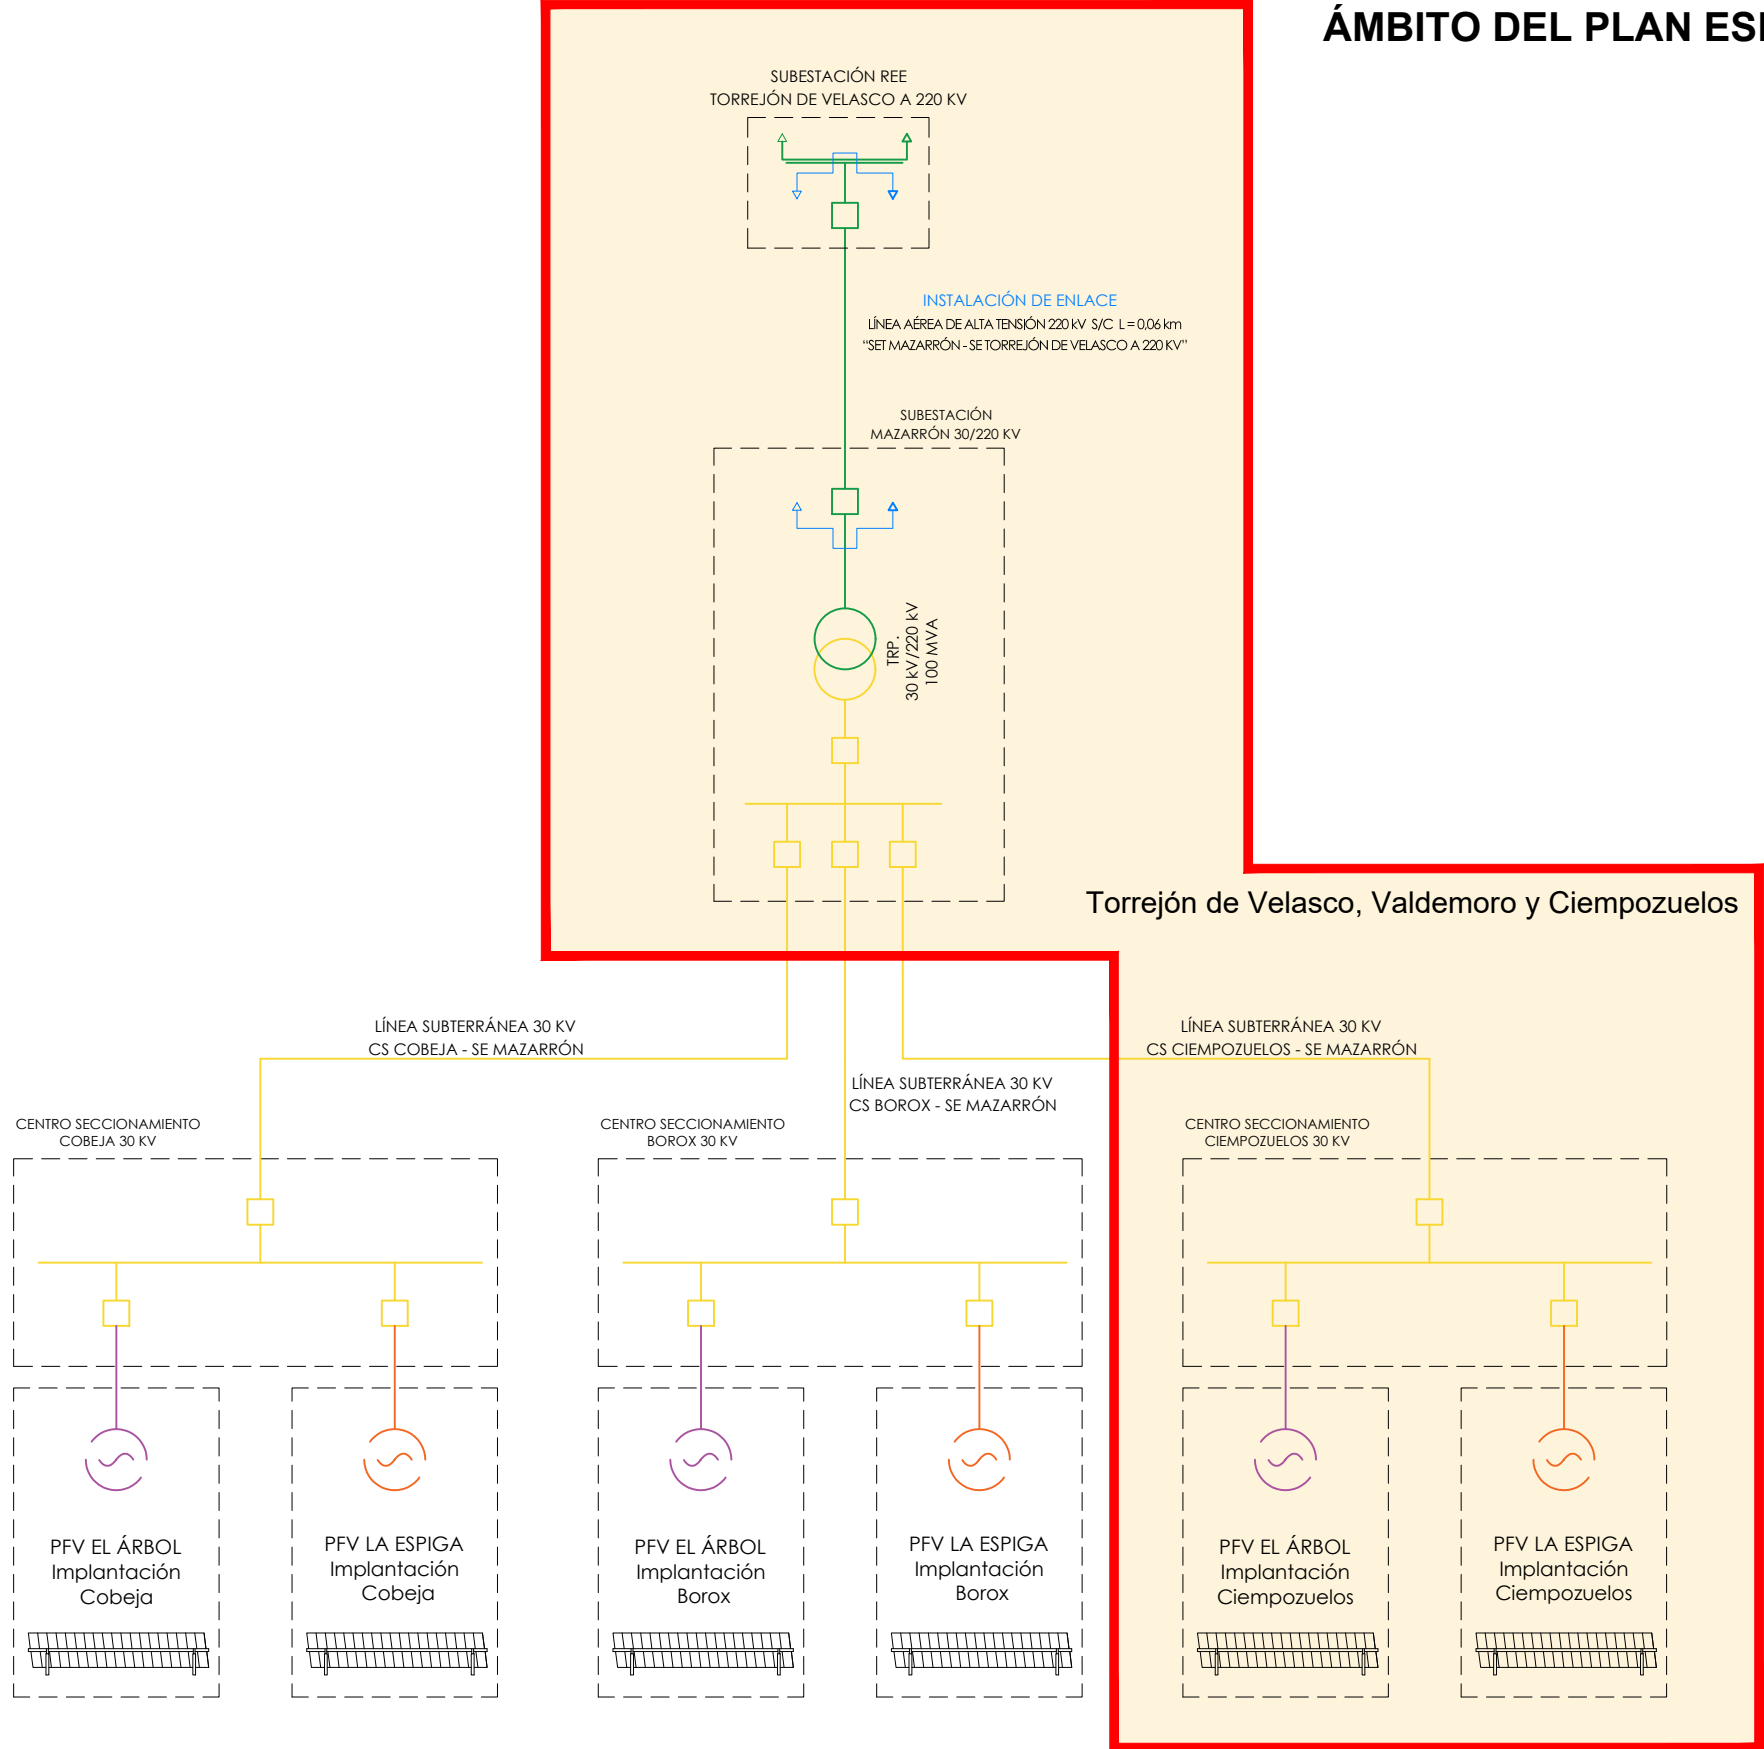 ÁMBITO DEL PLAN
SUBESTACIÓN REE
TORREJÓN DE VELASCO A 220 KV
INSTALACIÓN DE ENLACE
LÍNEA AÉREA DE ALTA TENSIÓN 220 kV S/C L = 0,06 km
“SET MAZARRÓN - SE TORREJÓN DE VELASCO A 220 KV”
SUBESTACIÓN
MAZARRÓN 30/220 KV
TRP.
30 kV/220 kV
100 MVA
Torrejón de Velasco, Valdemoro y Ciempozuelos
LÍNEA SUBTERRÁNEA 30 KV
CS COBEJA - SE MAZARRÓN
LÍNEA SUBTERRÁNEA 30 KV
CS BOROX - SE MAZARRÓN
LÍNEA SUBTERRÁNEA 30 KV
CS CIEMPOZUELOS - SE MAZARRÓN
CENTRO SECCIONAMIENTO
COBEJA 30 KV
CENTRO SECCIONAMIENTO
BOROX 30 KV
CENTRO SECCIONAMIENTO
CIEMPOZUELOS 30 KV
PFV EL ÁRBOL
Implantación
Cobeja
PFV LA ESPIGA
Implantación
Cobeja
PFV EL ÁRBOL
Implantación
Borox
PFV LA ESPIGA
Implantación
Borox
PFV EL ÁRBOL
Implantación
Ciempozuelos
PFV LA ESPIGA
Implantación
Ciempozuelos